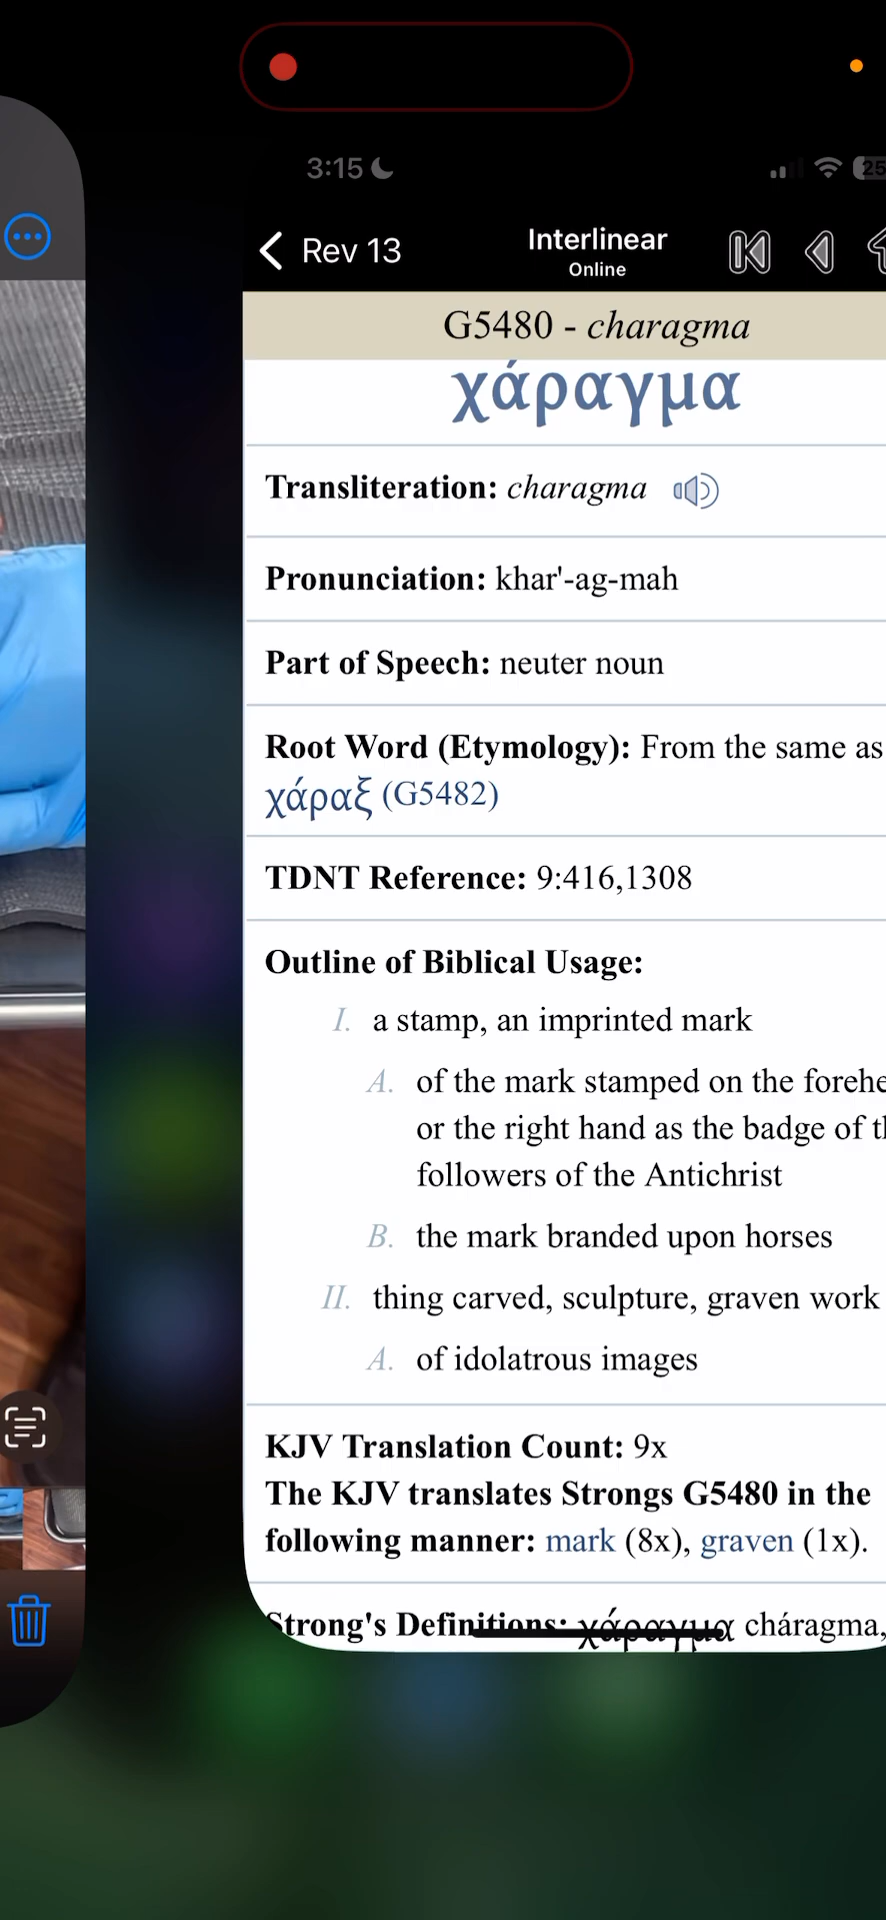 3:15
Rev 13
Interlinear
Online
G5480 - charagma
χάραγμα
Transliteration: charagma
Pronunciation: khar'-ag-mah
Part of Speech: neuter noun
Root Word (Etymology): From the same as
χάραξ (G5482)
TDNT Reference: 9:416,1308
Outline of Biblical Usage:
I. a stamp, an imprinted mark
A. of the mark stamped on the forehe
or the right hand as the badge of t
followers of the Antichrist
B. the mark branded upon horses
II. thing carved, sculpture, graven work
A. of idolatrous images
KJV Translation Count: 9x
The KJV translates Strongs G5480 in the
following manner: mark (8x), graven (1x).
Strong's Definitions: χάραγμα cháragma,